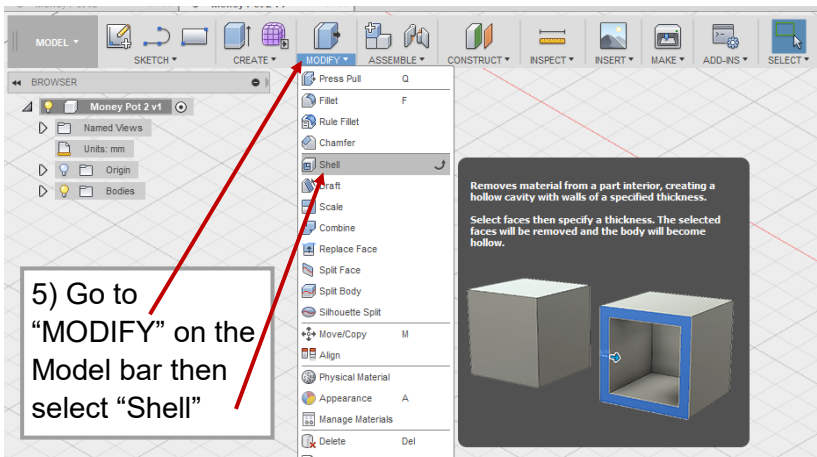 MODEL
SKETCH
CREATE
MODIFY
ASSEMBLE
CONSTRUCT
INSPECT
INSERT
MAKE
ADD-INS
SELECT
BROWSER
Money Pot 2 v1
Named Views
Units: mm
Origin
Bodies
Press Pull Q
Fillet F
Rule Fillet
Chamfer
Shell
Draft
Scale
Combine
Replace Face
Split Face
Split Body
Silhouette Split
Move/Copy M
Align
Physical Material
Appearance A
Manage Materials
Delete Del
Removes material from a part interior, creating a
hollow cavity with walls of a specified thickness.
Select faces then specify a thickness. The selected
faces will be removed and the body will become
hollow.
5) Go to
“MODIFY” on the
Model bar then
select “Shell”